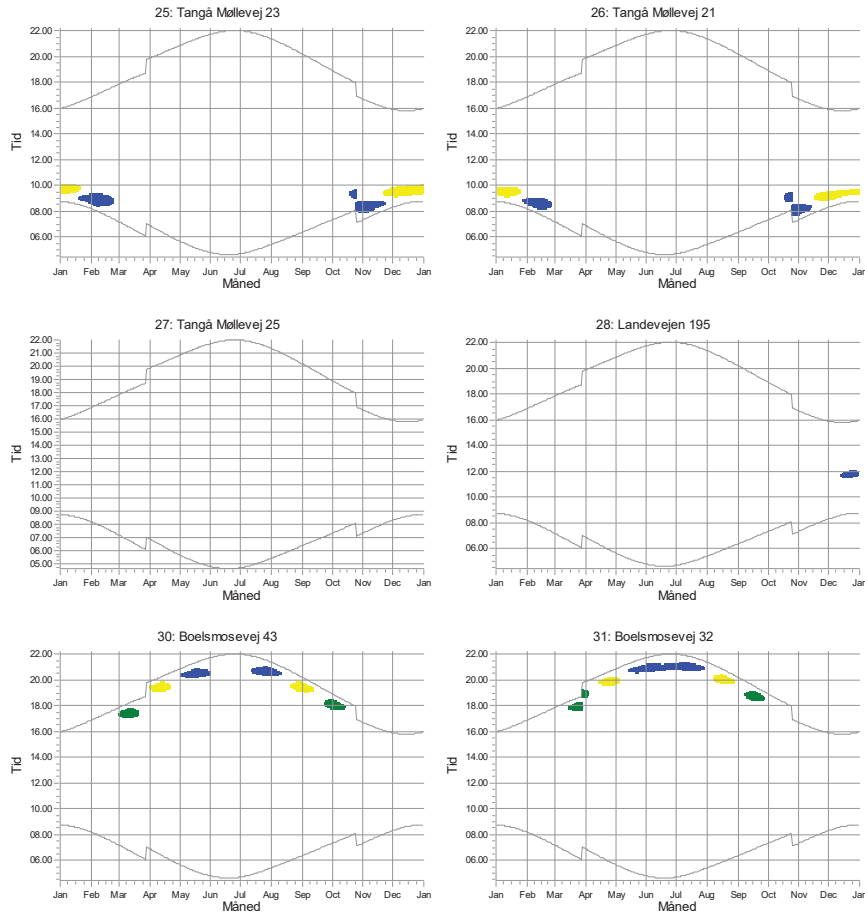 25: Tangå Møllevej 23
22.00
20.00
18.00
16.00
14.00
12.00
10.00
08.00
06.00
Tid
Jan Feb Mar Apr May Jun Jul Aug Sep Oct Nov Dec Jan
Måned
26: Tangå Møllevej 21
22.00
20.00
18.00
16.00
14.00
12.00
10.00
08.00
06.00
Tid
Jan Feb Mar Apr May Jun Jul Aug Sep Oct Nov Dec Jan
Måned
27: Tangå Møllevej 25
22.00
21.00
20.00
19.00
18.00
17.00
16.00
15.00
14.00
13.00
12.00
11.00
10.00
09.00
08.00
07.00
06.00
05.00
Tid
Jan Feb Mar Apr May Jun Jul Aug Sep Oct Nov Dec Jan
Måned
28: Landevejen 195
22.00
20.00
18.00
16.00
14.00
12.00
10.00
08.00
06.00
Tid
Jan Feb Mar Apr May Jun Jul Aug Sep Oct Nov Dec Jan
Måned
30: Boelsmosevej 43
22.00
20.00
18.00
16.00
14.00
12.00
10.00
08.00
06.00
Tid
Jan Feb Mar Apr May Jun Jul Aug Sep Oct Nov Dec Jan
Måned
31: Boelsmosevej 32
22.00
20.00
18.00
16.00
14.00
12.00
10.00
08.00
06.00
Tid
Jan Feb Mar Apr May Jun Jul Aug Sep Oct Nov Dec Jan
Måned